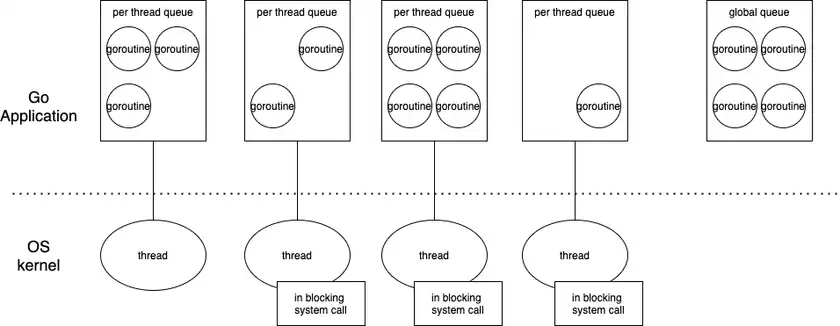 per thread queue
per thread queue
per thread queue
per thread queue
global queue
goroutine goroutine
goroutine
goroutine goroutine
goroutine
goroutine goroutine
Go
Application
goroutine
goroutine
goroutine goroutine
goroutine
goroutine goroutine
OS
kernel
thread
thread
thread
thread
in blocking
system call
in blocking
system call
in blocking
system call